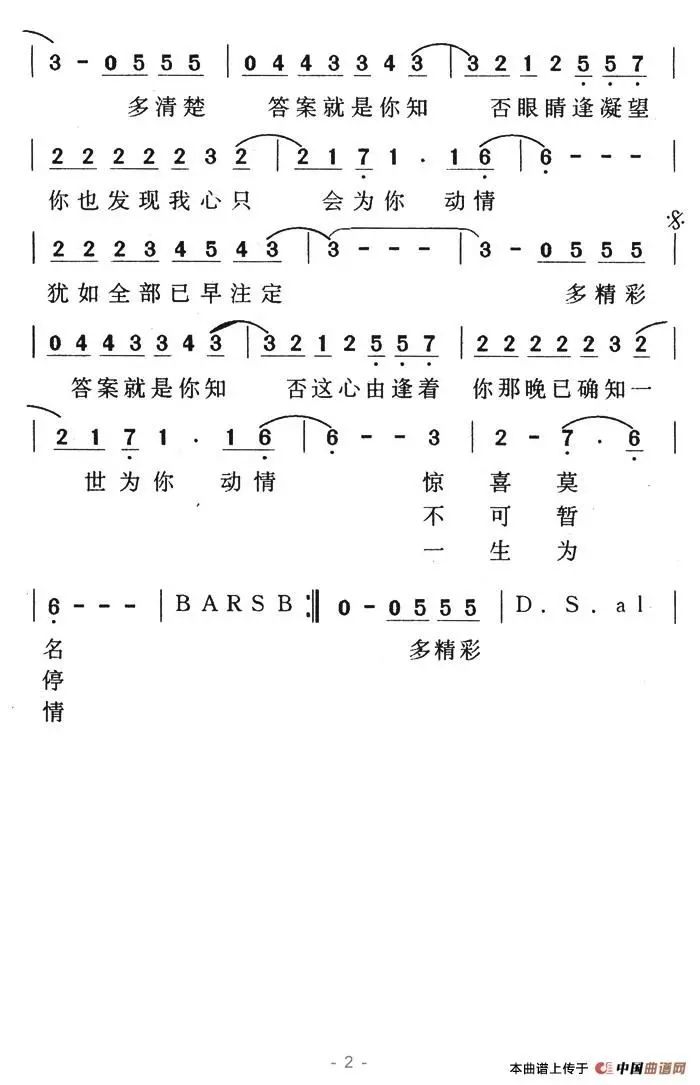 | 3 - 0 5 5 5 | 0 4 4 3 3 4 3 | 3 2 1 2 5 5 7 |
多清楚 答案就是你知 否眼睛逢凝望
| 2 2 2 2 2 3 2 | 2 1 7 1 . 1 6 | 6 - - - |
你也发现我心只 会为你 动情
| 2 2 2 3 4 5 4 3 | 3 - - - | 3 - 0 5 5 5 |
犹如全部已早注定 多精彩
| 0 4 4 3 3 4 3 | 3 2 1 2 5 5 7 | 2 2 2 2 2 3 2
答案就是你知 否这心由逢着 你那晚已确知一
| 2 1 7 1 . 1 6 | 6 - - 3 | 2 - 7 . 6 |
世为你 动情 惊 喜 莫
不 可 暂
一 生 为
| 6 - - - | 8 BARS B :‖ 0 - 0 5 5 5 | D. S. al |
名 多精彩
停
情
- 2 -
本曲谱上传于 中国曲谱网